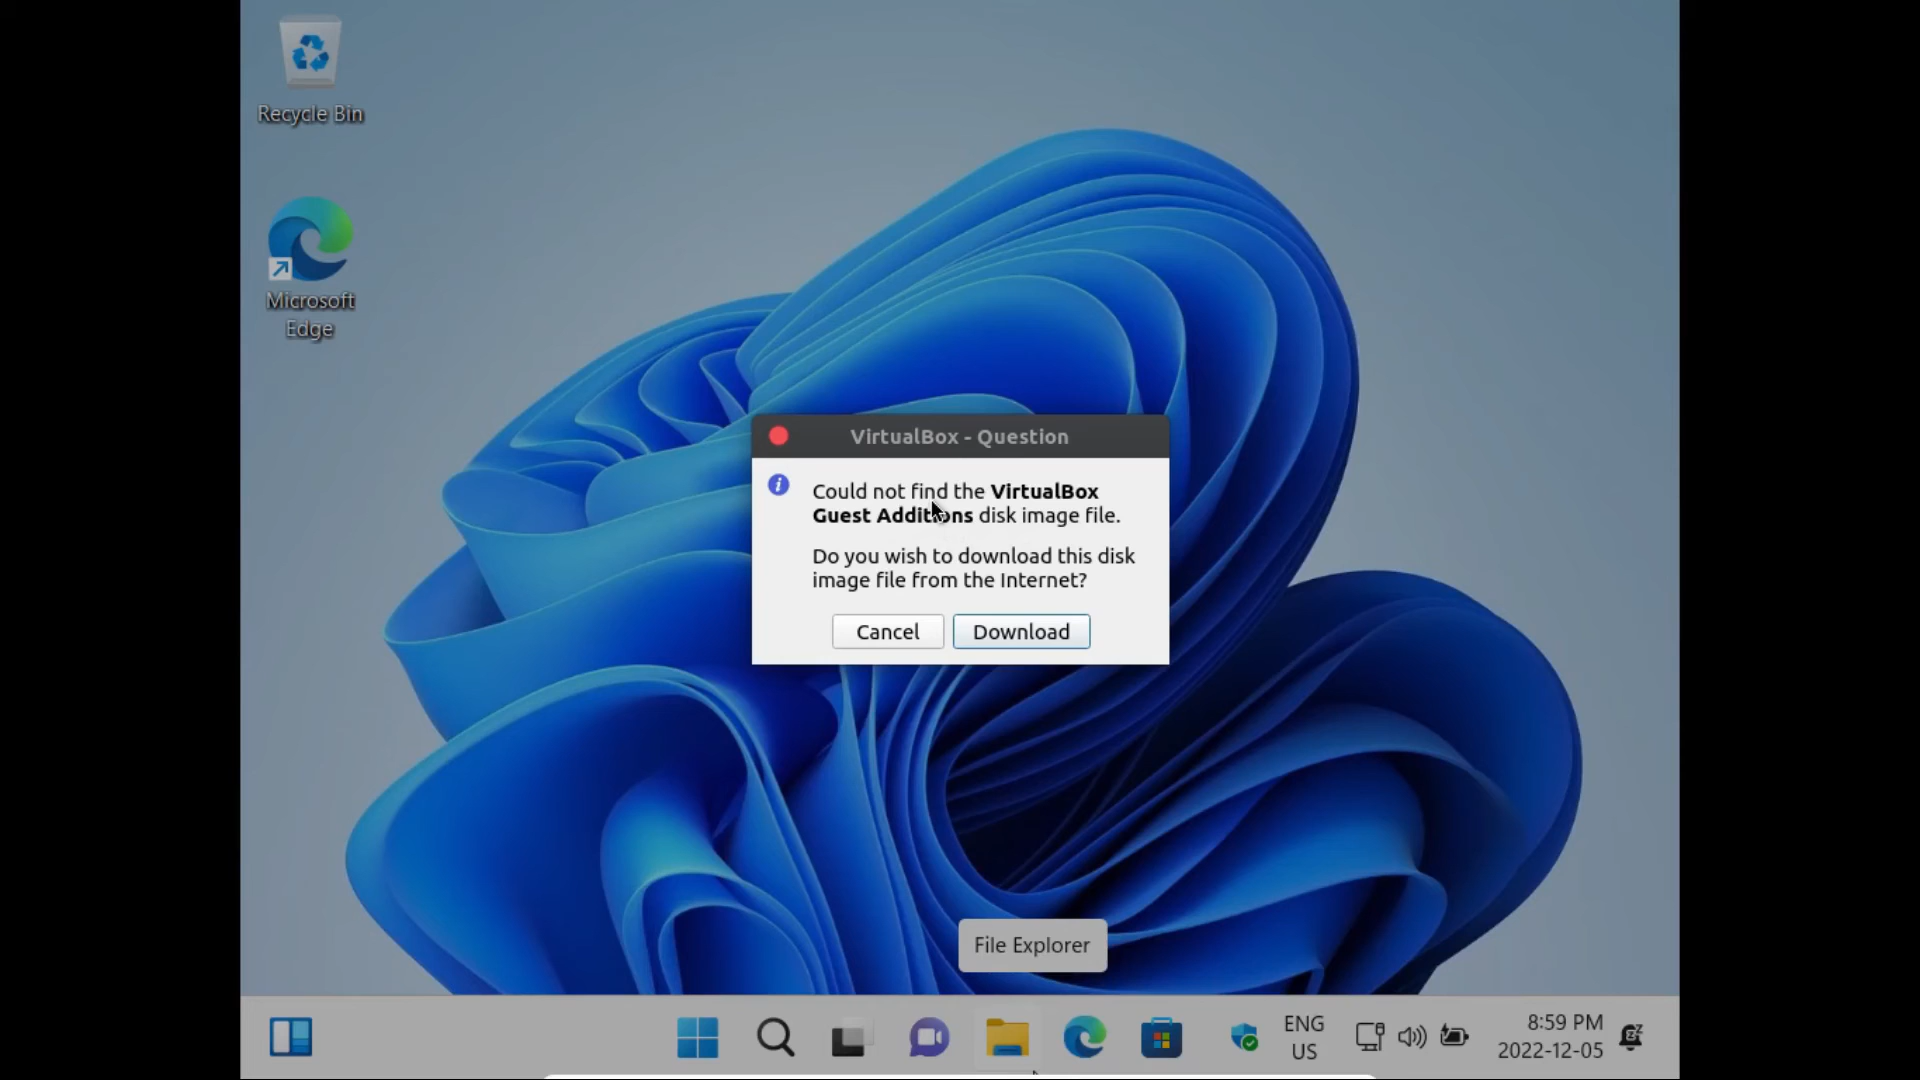 Recycle Bin
Microsoft
Edge
VirtualBox - Question
Could not find the VirtualBox
Guest Additions disk image file.
Do you wish to download this disk
image file from the Internet?
Cancel
Download
File Explorer
ENG
US
8:59 PM
2022-12-05